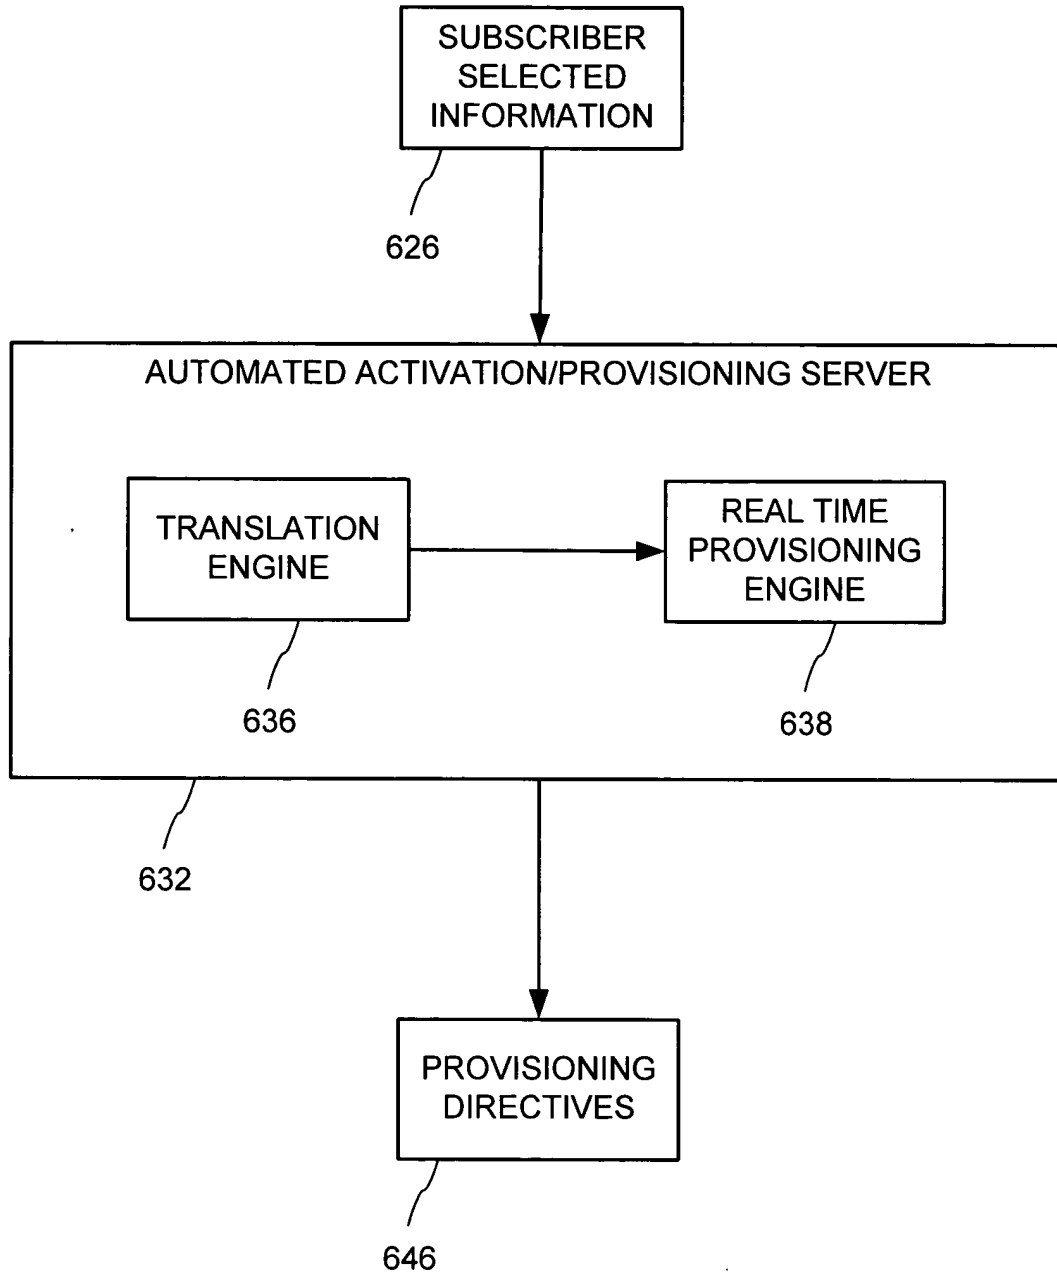 SUBSCRIBER
SELECTED
INFORMATION
626
AUTOMATED ACTIVATION/PROVISIONING SERVER
TRANSLATION
ENGINE
636
REAL TIME
PROVISIONING
ENGINE
638
632
PROVISIONING
DIRECTIVES
646